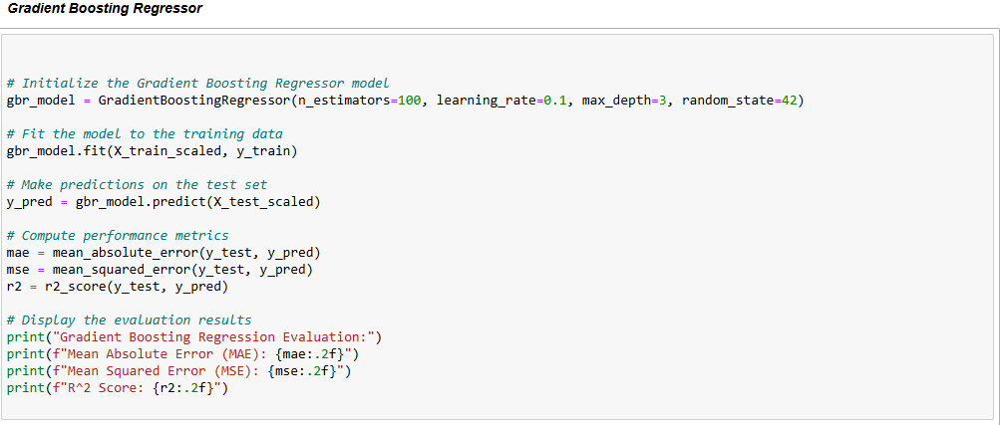 Gradient Boosting Regressor
# Initialize the Gradient Boosting Regressor model
gbr_model = GradientBoostingRegressor(n_estimators=100, learning_rate=0.1, max_depth=3, random_state=42)
# Fit the model to the training data
gbr_model.fit(X_train_scaled, y_train)
# Make predictions on the test set
y_pred = gbr_model.predict(X_test_scaled)
# Compute performance metrics
mae = mean_absolute_error(y_test, y_pred)
mse = mean_squared_error(y_test, y_pred)
r2 = r2_score(y_test, y_pred)
# Display the evaluation results
print("Gradient Boosting Regression Evaluation:")
print(f"Mean Absolute Error (MAE): {mae:.2f}")
print(f"Mean Squared Error (MSE): {mse:.2f}")
print(f"R^2 Score: {r2:.2f}")